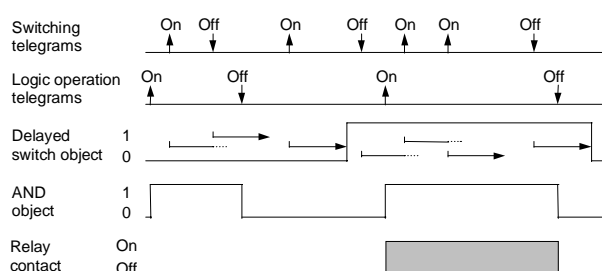 Switching
telegrams
On Off On Off On On Off
Logic operation
telegrams
On Off On Off
Delayed
switch object
1
0
AND
object
1
0
Relay
contact
On
Off